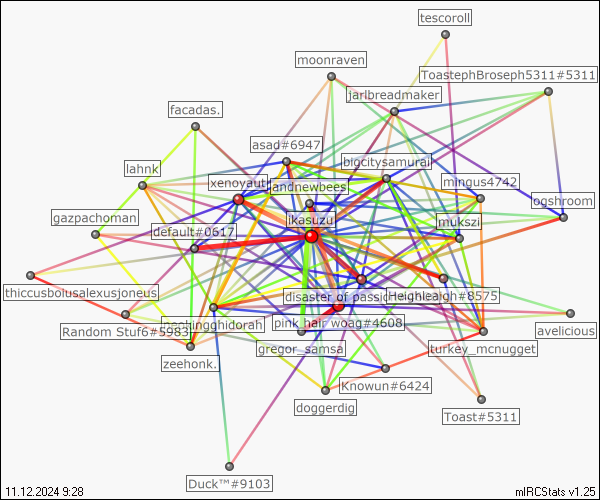 tescoroll
moonraven
ToastephBroseph5311#5311
jarlbreadmaker
facadas.
asad#6947
bigcitysamurai
lahnk
xenoyaut
andnewbees
mingus4742
ogshroom
gazpachoman
ikasuzu
mukszi
default#0617
thiccusbolusalexusjoneus
disaster of passion
Heighleigh#8575
Random Stuf6#5983
pink hair woag#4608
avelicious
zeehonk.
gregor_samsa
turkey_mcnugget
Knowun#6424
doggerdig
Toast#5311
Duck™#9103
11.12.2024 9:28
mIRCStats v1.25